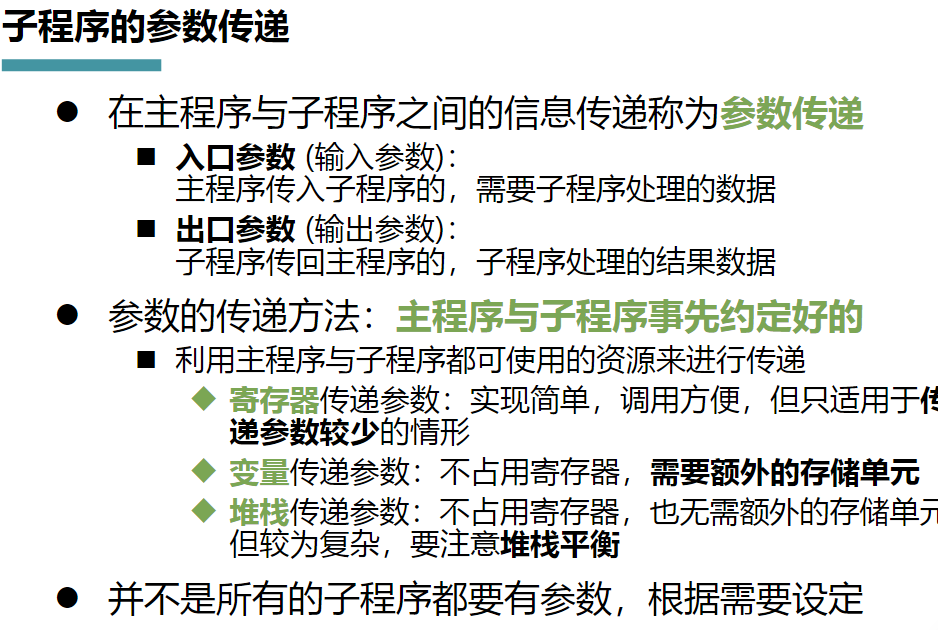 子程序的参数传递
在主程序与子程序之间的信息传递称为参数传递
入口参数 (输入参数)：
主程序传入子程序的，需要子程序处理的数据
出口参数 (输出参数)：
子程序传回主程序的，子程序处理的结果数据
参数的传递方法：主程序与子程序事先约定好的
利用主程序与子程序都可使用的资源来进行传递
寄存器传递参数：实现简单，调用方便，但只适用于传
递参数较少的情形
变量传递参数：不占用寄存器，需要额外的存储单元
堆栈传递参数：不占用寄存器，也无需额外的存储单元
但较为复杂，要注意堆栈平衡
并不是所有的子程序都要有参数，根据需要设定